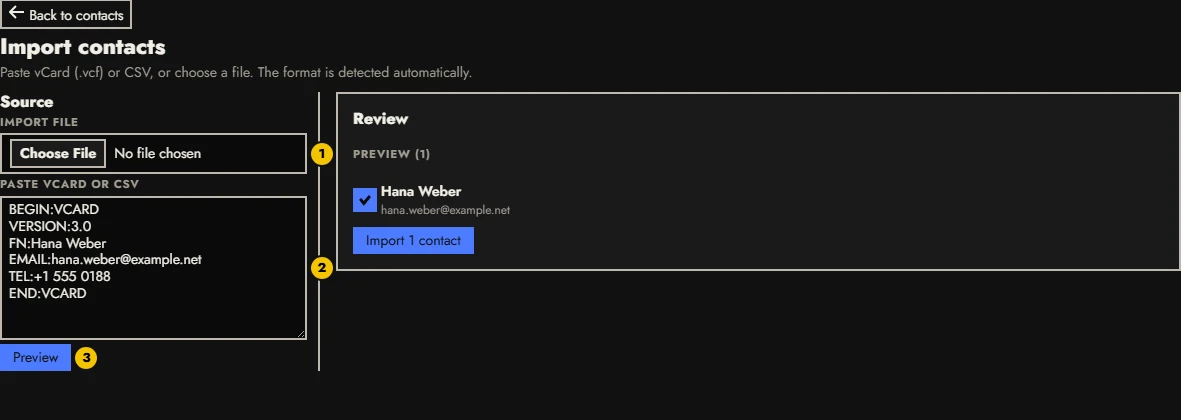 Back to contacts
Import contacts
Paste vCard (.vcf) or CSV, or choose a file. The format is detected automatically.
Source
IMPORT FILE
Choose File No file chosen
1
PASTE VCARD OR CSV
BEGIN:VCARD
VERSION:3.0
FN:Hana Weber
EMAIL:hana.weber@example.net
TEL:+1 555 0188
END:VCARD
2
Preview
3
Review
PREVIEW (1)
Hana Weber
hana.weber@example.net
Import 1 contact